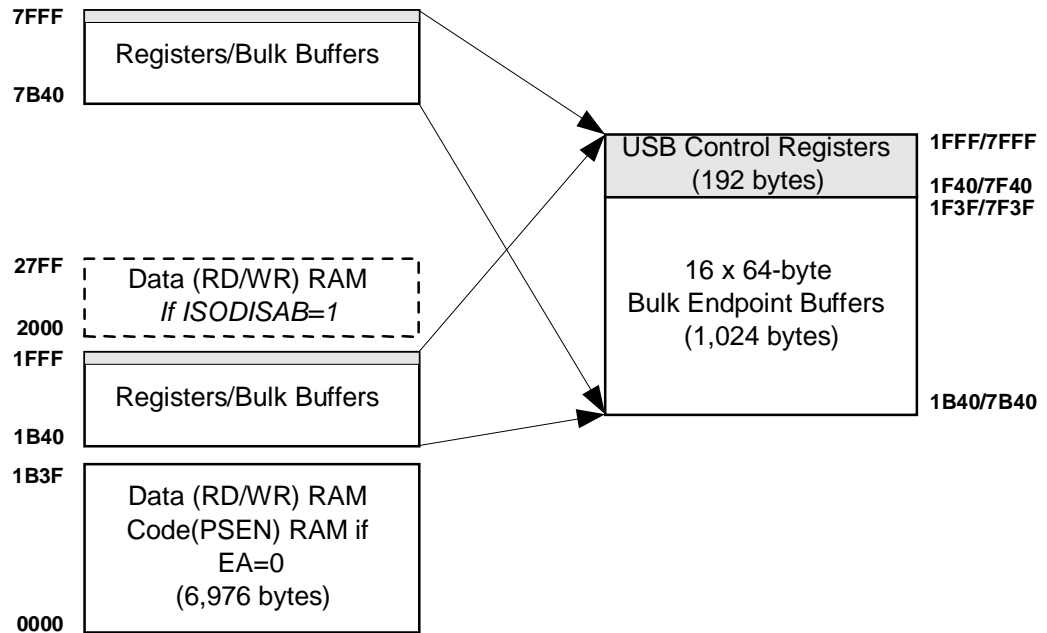 7FFF
Registers/Bulk Buffers
7B40
27FF
Data (RD/WR) RAM
If ISODISAB=1
2000
1FFF
Registers/Bulk Buffers
1B40
1B3F
Data (RD/WR) RAM
Code(PSEN) RAM if
EA=0
(6,976 bytes)
0000
USB Control Registers
(192 bytes)
1FFF/7FFF
1F40/7F40
1F3F/7F3F
16 x 64-byte
Bulk Endpoint Buffers
(1,024 bytes)
1B40/7B40